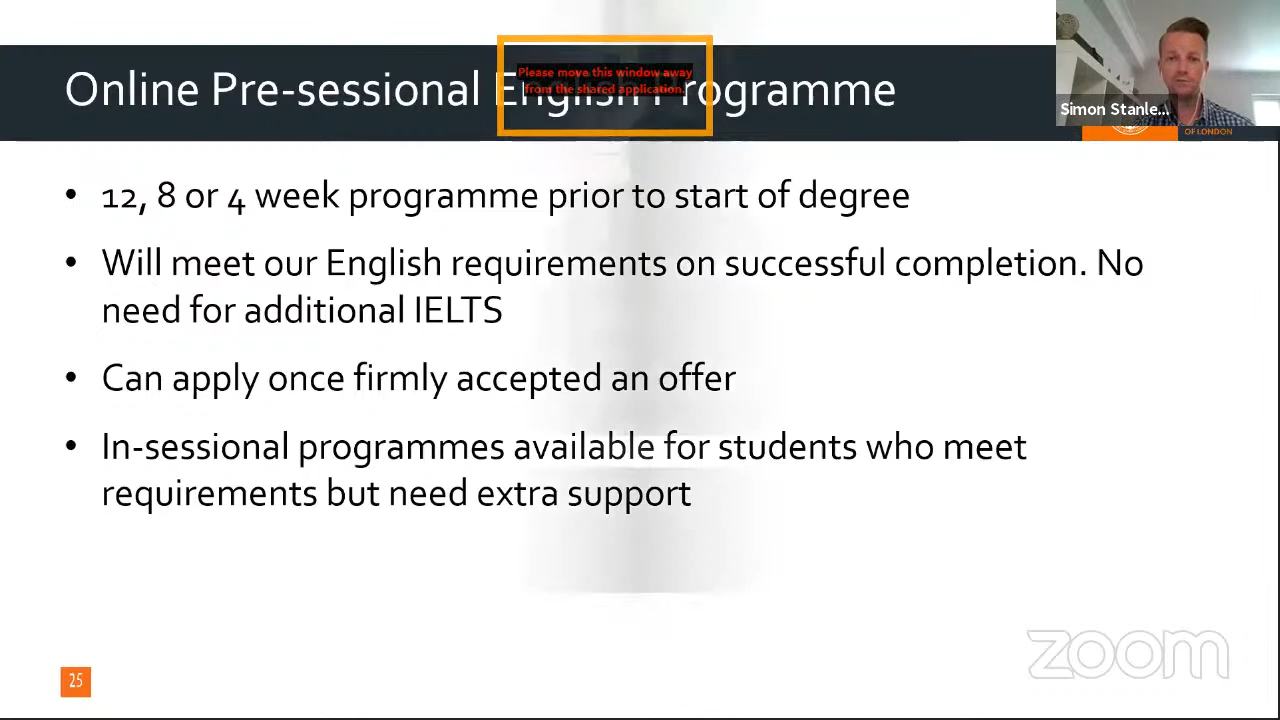 Online Pre-sessional English Programme
Please move this window away
from the shared application.
Simon Stanle...
OF LONDON
• 12, 8 or 4 week programme prior to start of degree
• Will meet our English requirements on successful completion. No
need for additional IELTS
• Can apply once firmly accepted an offer
• In-sessional programmes available for students who meet
requirements but need extra support
zoom
25